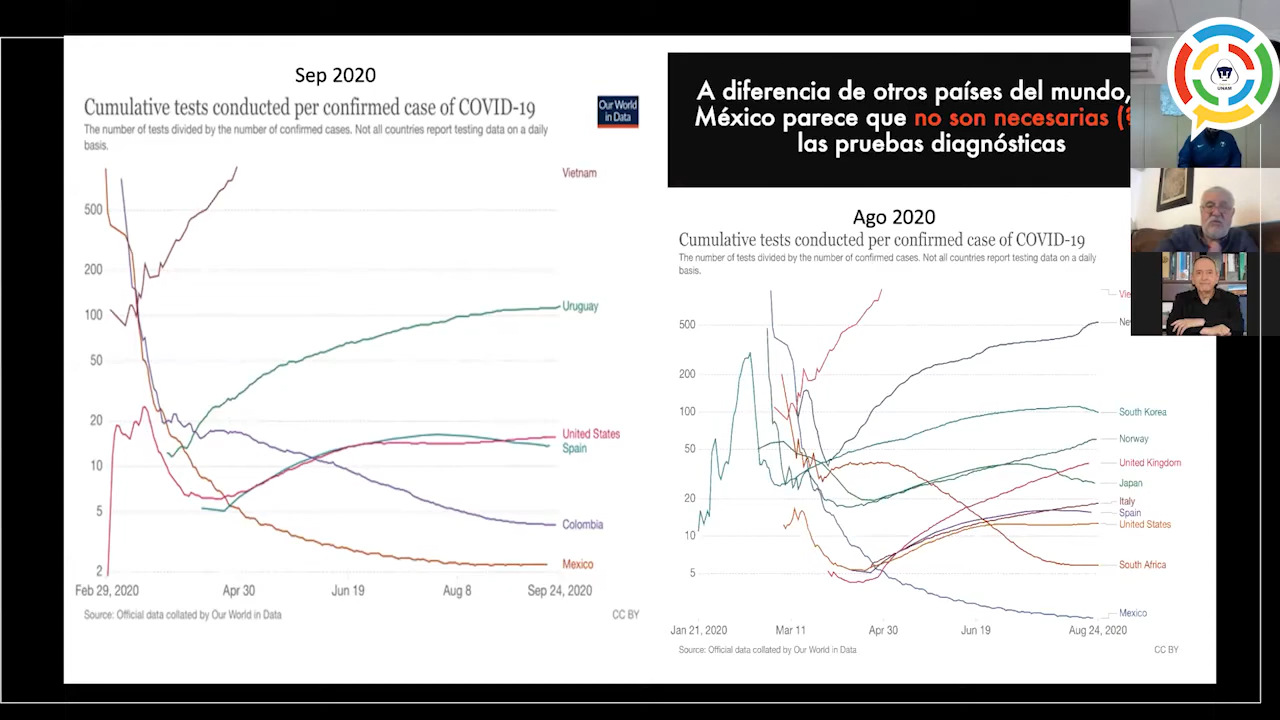 Sep 2020
Cumulative tests conducted per confirmed case of COVID-19
The number of tests divided by the number of confirmed cases. Not all countries report testing data on a daily
basis.
Our World
in Data
Vietnam
500
200
100
50
20
10
5
2
Uruguay
United States
Spain
Colombia
Mexico
Feb 29, 2020
Apr 30
Jun 19
Aug 8
Sep 24, 2020
Source: Official data collated by Our World in Data
CC BY
A diferencia de otros países del mundo,
México parece que no son necesarias (
las pruebas diagnósticas
Ago 2020
Cumulative tests conducted per confirmed case of COVID-19
The number of tests divided by the number of confirmed cases. Not all countries report testing data on a daily
basis.
500
200
100
50
20
10
5
Vie
Ne
South Korea
Norway
United Kingdom
Japan
Italy
Spain
United States
South Africa
Mexico
Jan 21, 2020
Mar 11
Apr 30
Jun 19
Aug 24, 2020
Source: Official data collated by Our World in Data
CC BY
UNAM